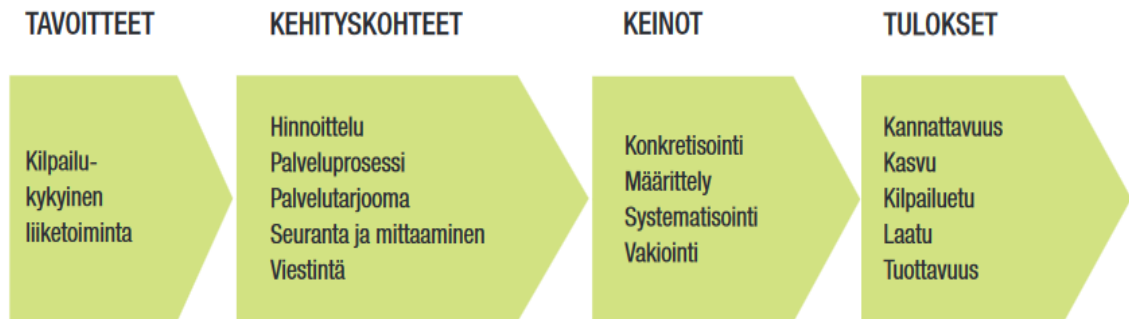 TAVOITTEET
KEHITYSKOHTEET
KEINOT
TULOKSET
Kilpailu-
kykyinen
liiketoiminta
Hinnoittelu
Palveluprosessi
Palvelutarjooma
Seuranta ja mittaaminen
Viestintä
Konkretisointi
Määrittely
Systematisointi
Vakiointi
Kannattavuus
Kasvu
Kilpailuetu
Laatu
Tuottavuus